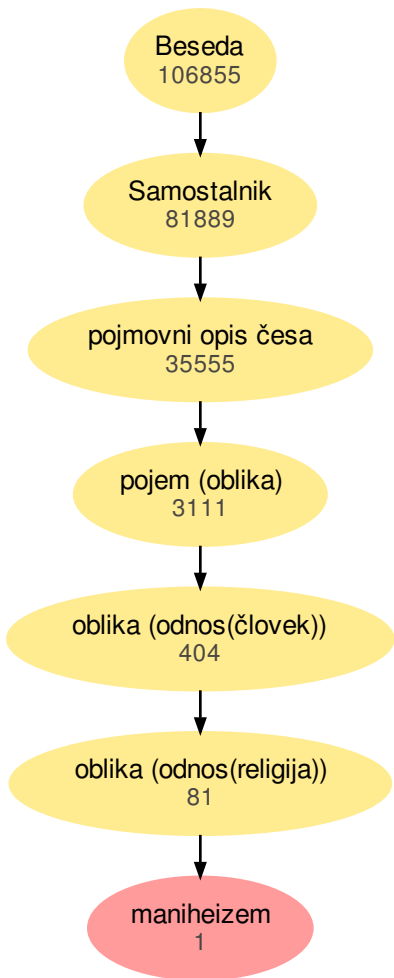 Beseda
106855
Samostalnik
81889
pojmovni opis česa
35555
pojem (oblika)
3111
oblika (odnos(človek))
404
oblika (odnos(religija))
81
maniheizem
1